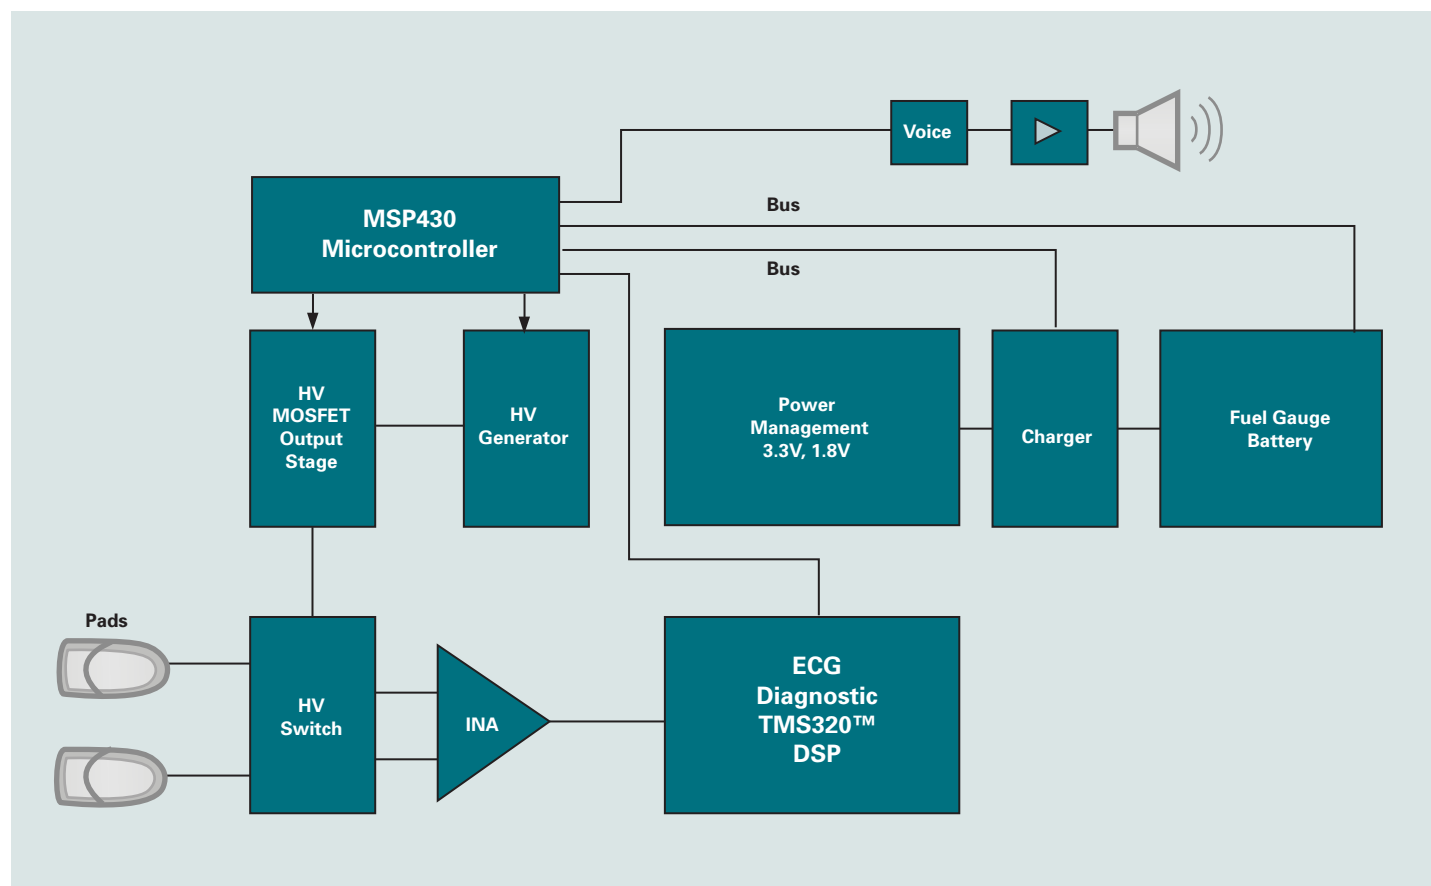 Voice
Bus
MSP430
Microcontroller
Bus
HV
MOSFET
Output
Stage
HV
Generator
Power
Management
3.3V, 1.8V
Charger
Fuel Gauge
Battery
Pads
HV
Switch
INA
ECG
Diagnostic
TMS320™
DSP